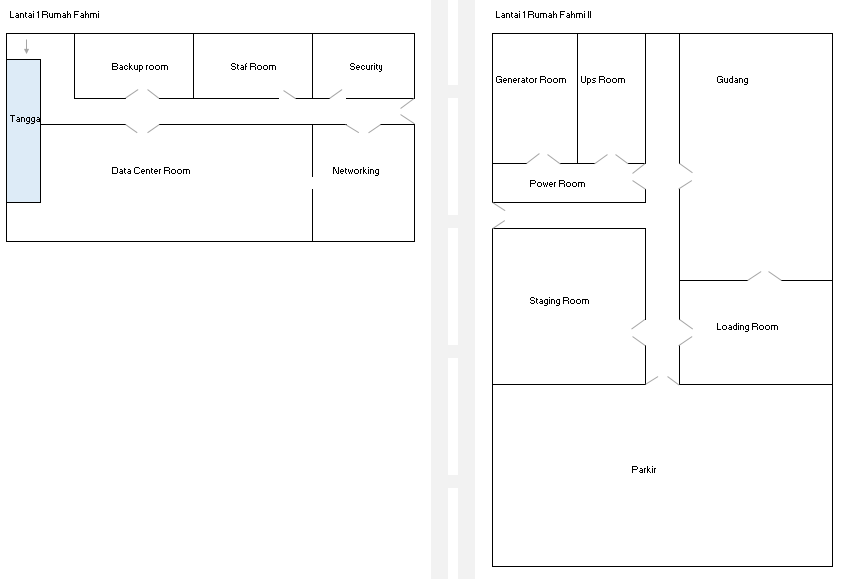 Lantai 1 Rumah Fahmi
Backup room
Staf Room
Security
Tangga
Data Center Room
Networking
Lantai 1 Rumah Fahmi II
Generator Room
Ups Room
Gudang
Power Room
Staging Room
Loading Room
Parkir